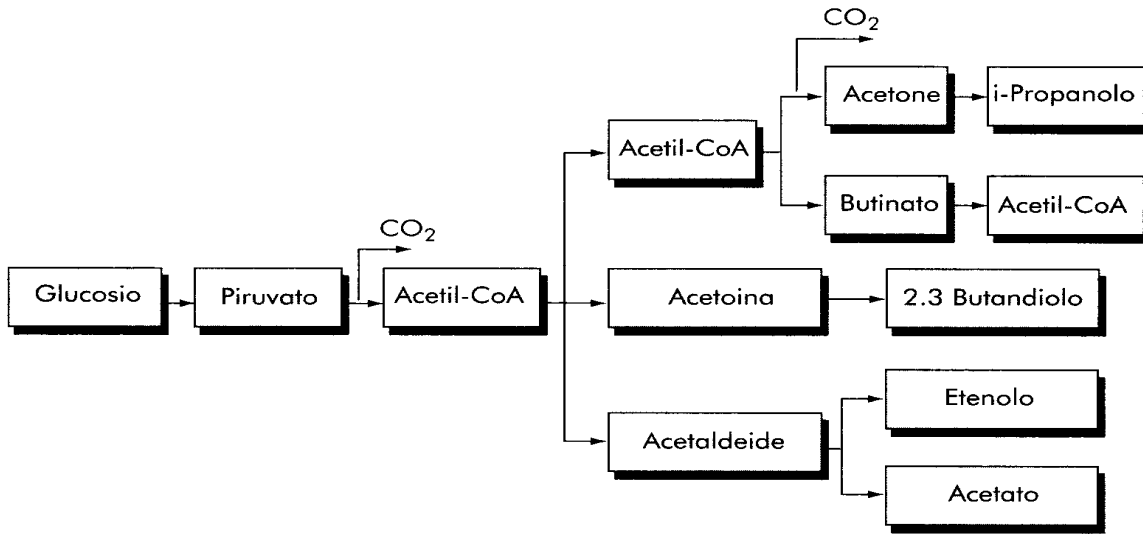 CO₂
Acetone
i-Propanolo
Acetil-CoA
Butinato
Acetil-CoA
CO₂
Glucosio
Piruvato
Acetil-CoA
Acetoina
2.3 Butandiolo
Etenolo
Acetaldeide
Acetato